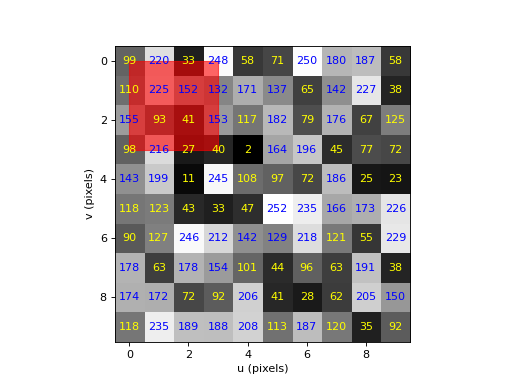 0 99 220 33 248 58 71 250 180 187 58
110 225 152 132 171 137 65 142 227 38
2 155 93 41 153 117 182 79 176 67 125
98 216 27 40 2 164 196 45 77 72
4 143 199 11 245 108 97 72 186 25 23
118 123 43 33 47 252 235 166 173 226
6 90 127 246 212 142 129 218 121 55 229
178 63 178 154 101 44 96 63 191 38
8 174 172 72 92 206 41 28 62 205 150
118 235 189 188 208 113 187 120 35 92
0 2 4 6 8
u (pixels)
v (pixels)